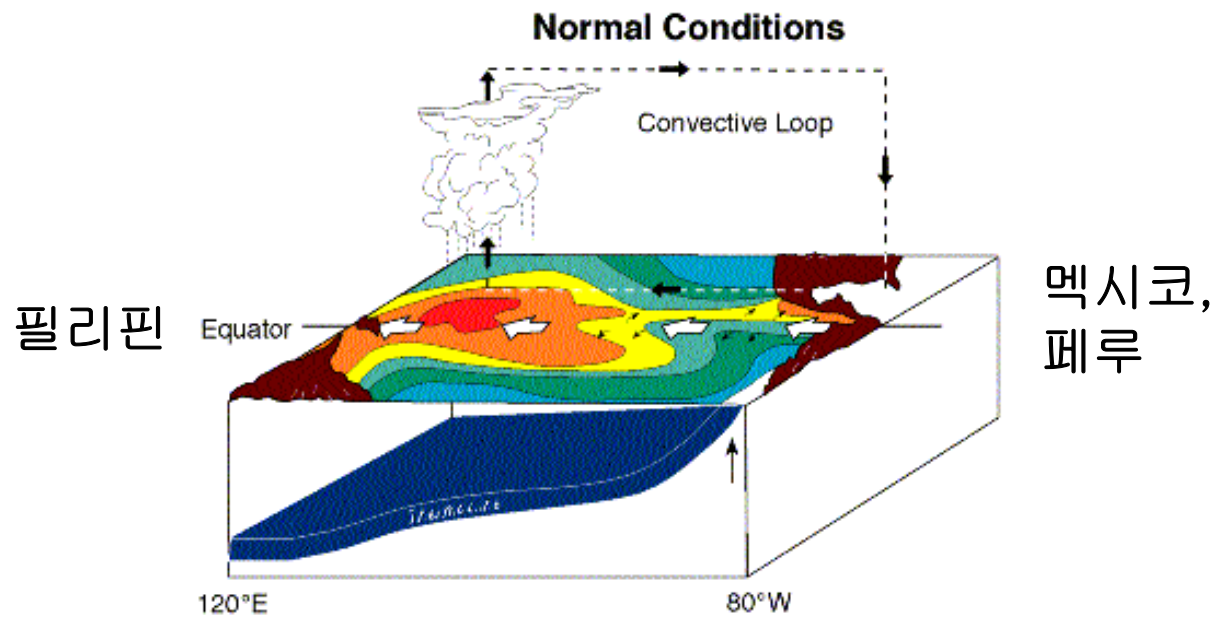 Normal Conditions
Convective Loop
필리핀
Equator
멕시코,
페루
120°E
80°W